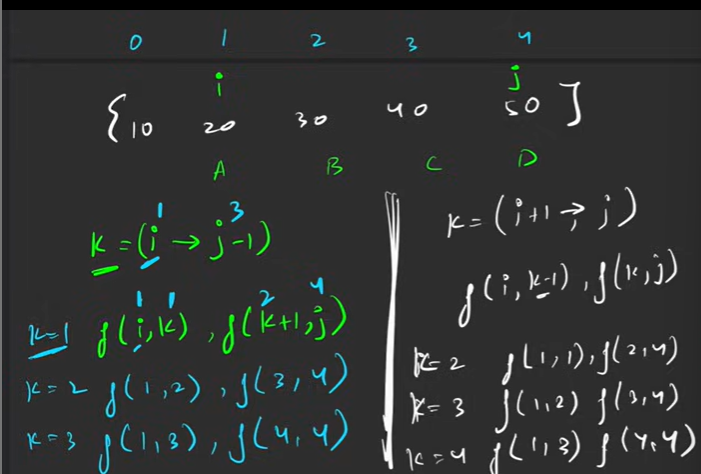 0 1 2 3 4
i j
{10 20 30 40 50]
A B C D
1 3
k = (i → j-1)
1 1 2 4
k=1 f(i,k), f(k+1,j)
k=2 f(1,2), f(3,4)
k=3 f(1,3), f(4,4)
k=(i+1 → j)
f(i,k-1), f(k,j)
k=2 f(1,1), f(2,4)
k=3 f(1,2) f(3,4)
k=4 f(1,3) f(4,4)